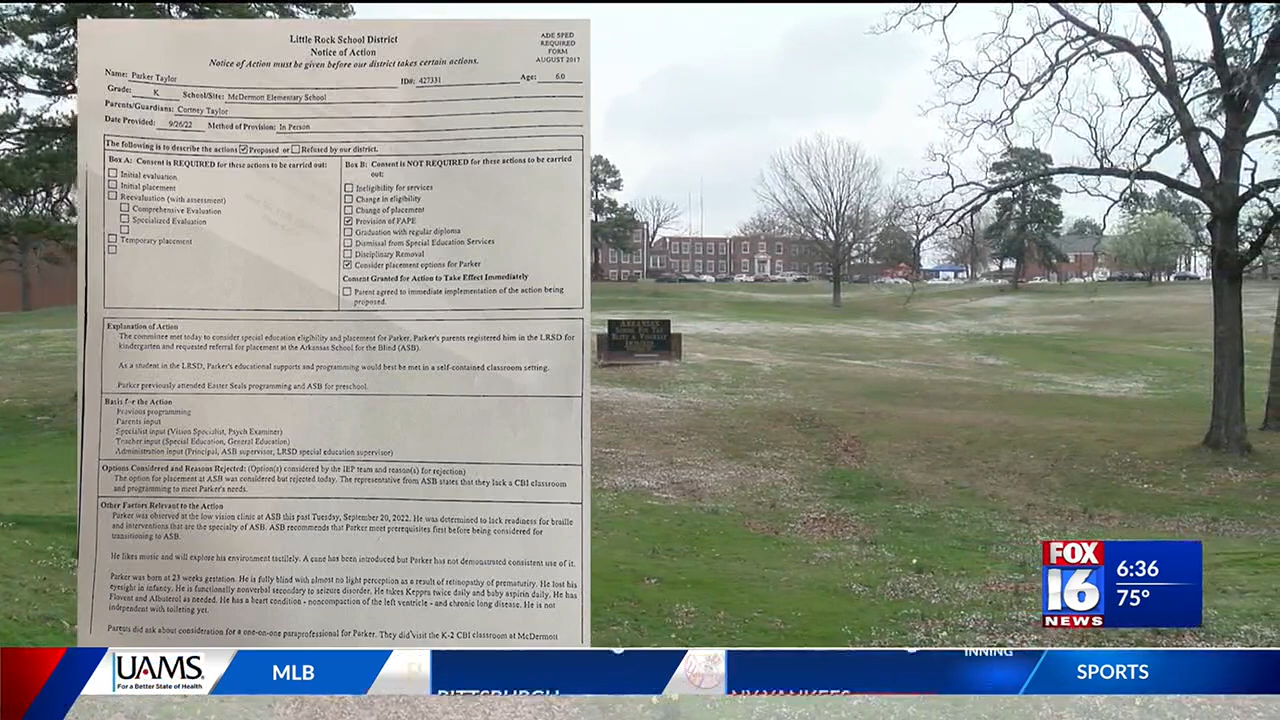 Little Rock School District
Notice of Action
Notice of Action must be given before our district takes certain actions.
ADE SPED
REQUIRED
FORM
AUGUST 2017
Name: Parker Taylor ID#: 427331 Age: 6.0
Grade: K School/Site: McDermott Elementary School
Parents/Guardians: Cortney Taylor
Date Provided: 9/26/22 Method of Provision: In Person
The following is to describe the actions Proposed or Refused by our district.
Box A: Consent is REQUIRED for these actions to be carried out:
Initial evaluation
Initial placement
Reevaluation (with assessment)
Comprehensive Evaluation
Specialized Evaluation
Temporary placement
Box B: Consent is NOT REQUIRED for these actions to be carried
out:
Ineligibility for services
Change in eligibility
Change of placement
Provision of FAPE
Graduation with regular diploma
Dismissal from Special Education Services
Disciplinary Removal
Consider placement options for Parker
Consent Granted for Action to Take Effect Immediately
Parent agreed to immediate implementation of the action being
proposed.
Explanation of Action
The committee met today to consider special education eligibility and placement for Parker. Parker's parents registered him in the LRSD for
kindergarten and requested referral for placement at the Arkansas School for the Blind (ASB).
As a student in the LRSD, Parker's educational supports and programming would best be met in a self-contained classroom setting.
Parker previously attended Easter Seals programming and ASB for preschool.
Basis for the Action
Previous programming
Parents input
Specialist input (Vision Specialist, Psych Examiner)
Teacher input (Special Education, General Education)
Administration input (Principal, ASB supervisor, LRSD special education supervisor)
Options Considered and Reasons Rejected: (Option(s) considered by the IEP team and reason(s) for rejection)
The option for placement at ASB was considered but rejected today. The representative from ASB states that they lack a CBI classroom
and programming to meet Parker's needs.
Other Factors Relevant to the Action
Parker was observed at the low vision clinic at ASB this past Tuesday, September 20, 2022. He was determined to lack readiness for braille
and interventions that are the specialty of ASB. ASB recommends that Parker meet prerequisites first before being considered for
transitioning to ASB.
He likes music and will explore his environment tactilely. A cane has been introduced but Parker has not demonstrated consistent use of it.
Parker was born at 23 weeks gestation. He is fully blind with almost no light perception as a result of retinopathy of prematurity. He lost his
eyesight in infancy. He is functionally nonverbal secondary to seizure disorder. He takes Keppra twice daily and baby aspirin daily. He has
Flovent and Albuterol as needed. He has a heart condition - noncompaction of the left ventricle - and chronic long disease. He is not
independent with toileting yet.
Parents did ask about consideration for a one-on-one paraprofessional for Parker. They did visit the K-2 CBI classroom at McDermott
ARKANSAS
SCHOOL FOR THE
BLIND & VISUALLY
IMPAIRED
FOX
16
NEWS
6:36
75°
UAMS
For a Better State of Health
MLB
PITTSBURGH
NY YANKEES
INNING
SPORTS